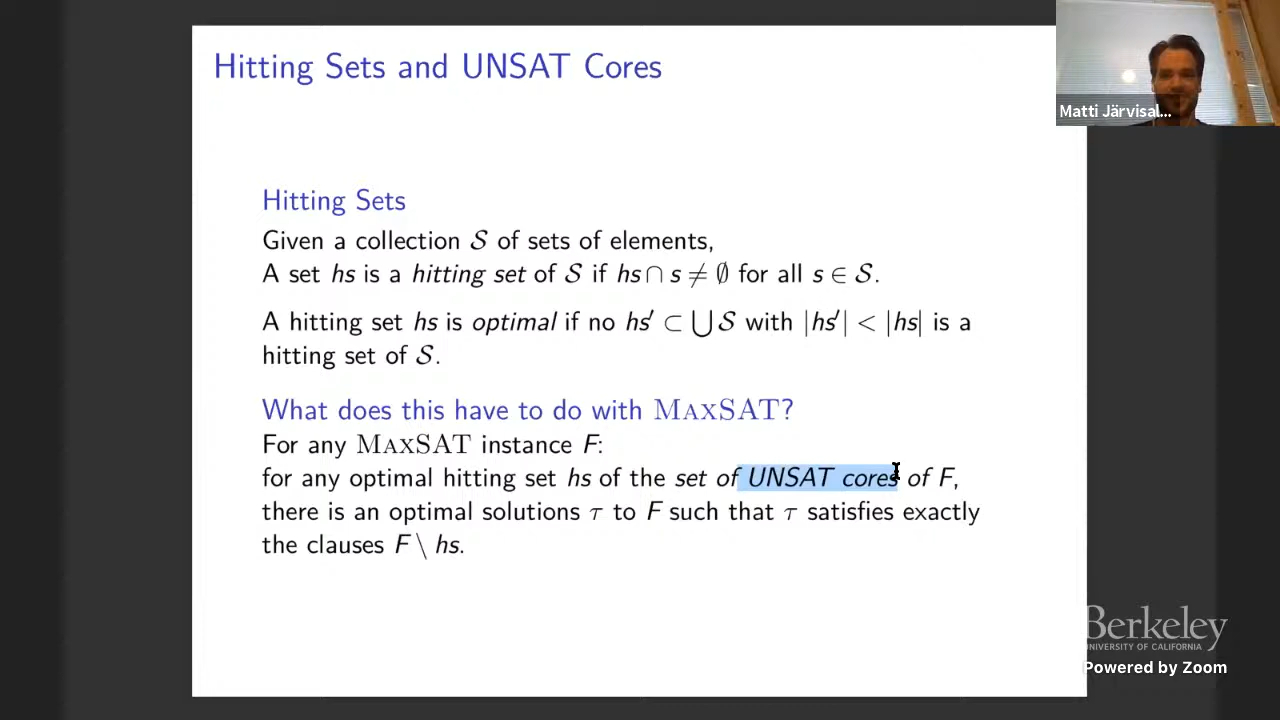 Hitting Sets and UNSAT Cores
Matti Järvisal...
Hitting Sets
Given a collection 𝒮 of sets of elements,
A set hs is a hitting set of 𝒮 if hs ∩ s ≠ ∅ for all s ∈ 𝒮.
A hitting set hs is optimal if no hs′ ⊂ ⋃ 𝒮 with |hs′| < |hs| is a
hitting set of 𝒮.
What does this have to do with MAXSAT?
For any MAXSAT instance F:
for any optimal hitting set hs of the set of UNSAT cores of F,
there is an optimal solutions τ to F such that τ satisfies exactly
the clauses F \ hs.
Berkeley
UNIVERSITY OF CALIFORNIA
Powered by Zoom